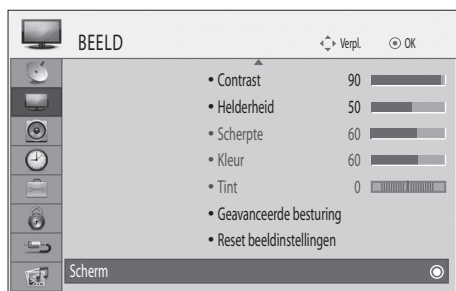 BEELD Verpl. OK
• Contrast 90
• Helderheid 50
• Scherpte 60
• Kleur 60
• Tint 0
• Geavanceerde besturing
• Reset beeldinstellingen
Scherm